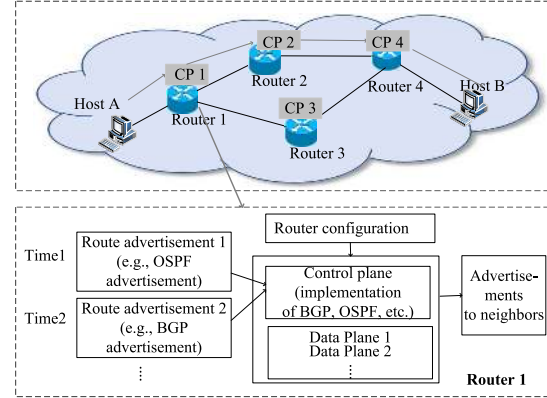 CP 2
CP 4
CP 1
Router 2
Host A
Router 4
Host B
CP 3
Router 1
Router 3
Router configuration
Time1
Route advertisement 1
(e.g., OSPF
advertisement)
Control plane
(implementation
of BGP, OSPF, etc.)
Advertise-
ments
to neighbors
Time2
Route advertisement 2
(e.g., BGP
advertisement)
Data Plane 1
Data Plane 2
⋮
⋮
Router 1